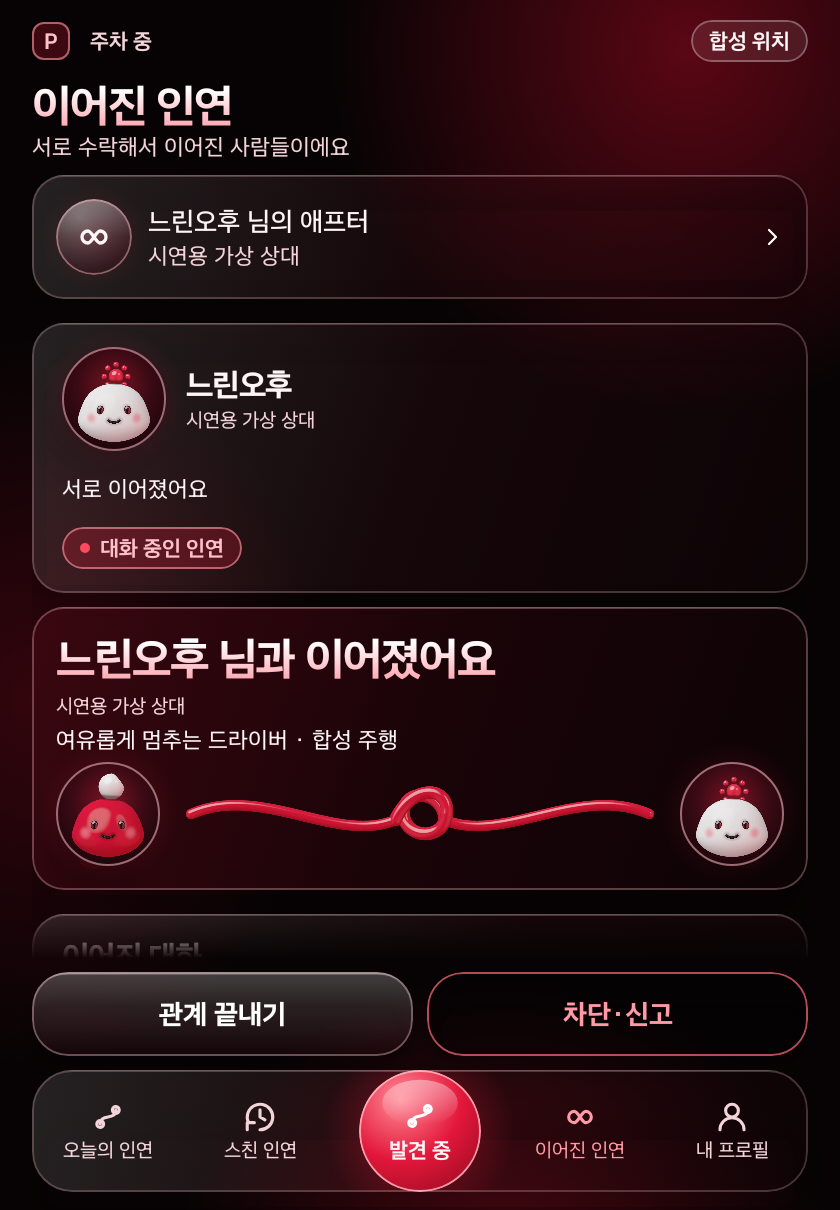 P 주차 중
합성 위치
이어진 인연
서로 수락해서 이어진 사람들이에요
느린오후 님의 애프터
시연용 가상 상대
느린오후
시연용 가상 상대
서로 이어졌어요
대화 중인 인연
느린오후 님과 이어졌어요
시연용 가상 상대
여유롭게 멈추는 드라이버 · 합성 주행
이어진 대화
관계 끝내기
차단·신고
오늘의 인연
스친 인연
발견 중
이어진 인연
내 프로필